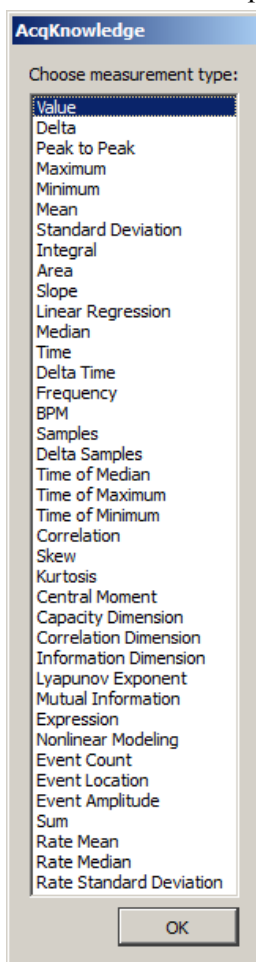 AcqKnowledge
Choose measurement type:
Value
Delta
Peak to Peak
Maximum
Minimum
Mean
Standard Deviation
Integral
Area
Slope
Linear Regression
Median
Time
Delta Time
Frequency
BPM
Samples
Delta Samples
Time of Median
Time of Maximum
Time of Minimum
Correlation
Skew
Kurtosis
Central Moment
Capacity Dimension
Correlation Dimension
Information Dimension
Lyapunov Exponent
Mutual Information
Expression
Nonlinear Modeling
Event Count
Event Location
Event Amplitude
Sum
Rate Mean
Rate Median
Rate Standard Deviation
OK